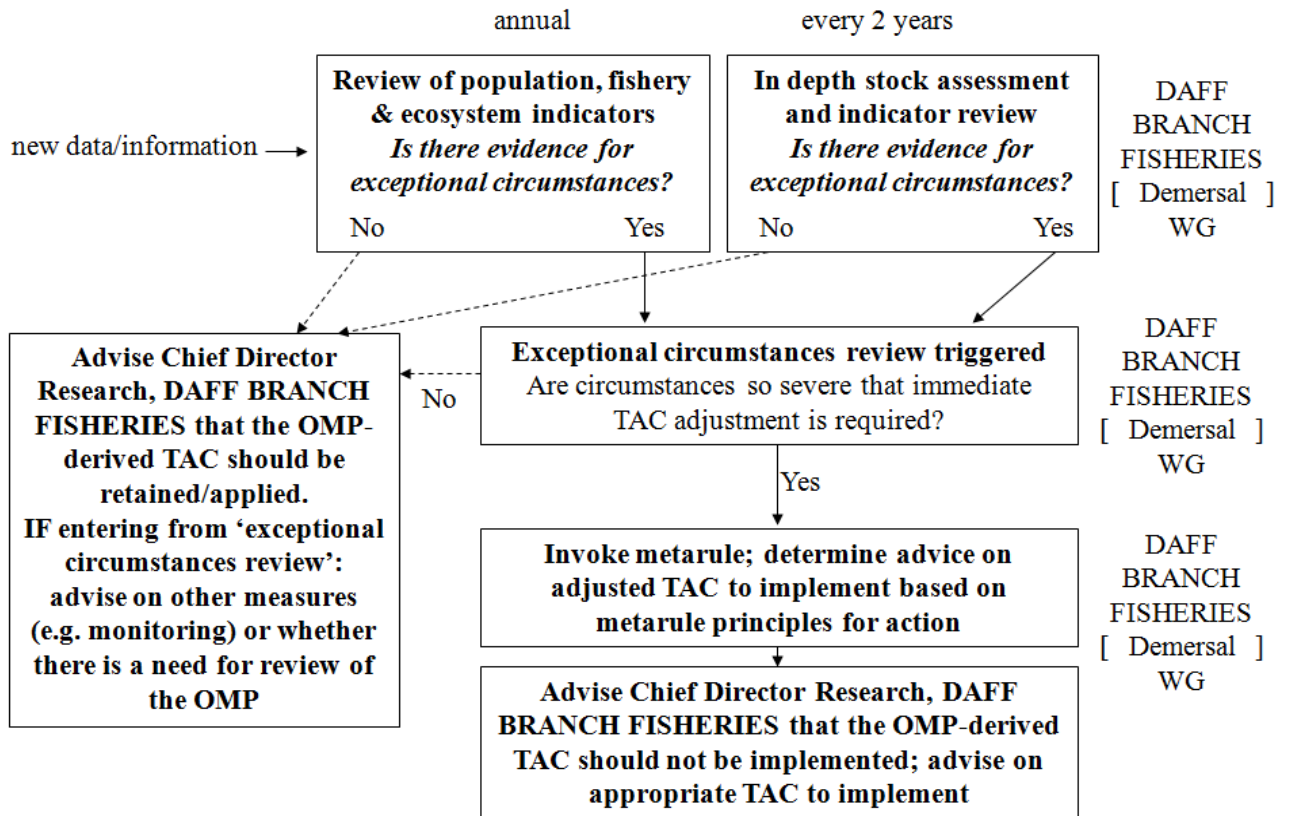 annual
every 2 years
new data/information
Review of population, fishery
& ecosystem indicators
Is there evidence for
exceptional circumstances?
No
Yes
In depth stock assessment
and indicator review
Is there evidence for
exceptional circumstances?
No
Yes
DAFF
BRANCH
FISHERIES
[ Demersal ]
WG
Advise Chief Director
Research, DAFF BRANCH
FISHERIES that the OMP-
derived TAC should be
retained/applied.
IF entering from ‘exceptional
circumstances review’:
advise on other measures
(e.g. monitoring) or whether
there is a need for review of
the OMP
No
Exceptional circumstances review triggered
Are circumstances so severe that immediate
TAC adjustment is required?
Yes
DAFF
BRANCH
FISHERIES
[ Demersal ]
WG
Invoke metarule; determine advice on
adjusted TAC to implement based on
metarule principles for action
DAFF
BRANCH
FISHERIES
[ Demersal ]
WG
Advise Chief Director Research, DAFF
BRANCH FISHERIES that the OMP-derived
TAC should not be implemented; advise on
appropriate TAC to implement